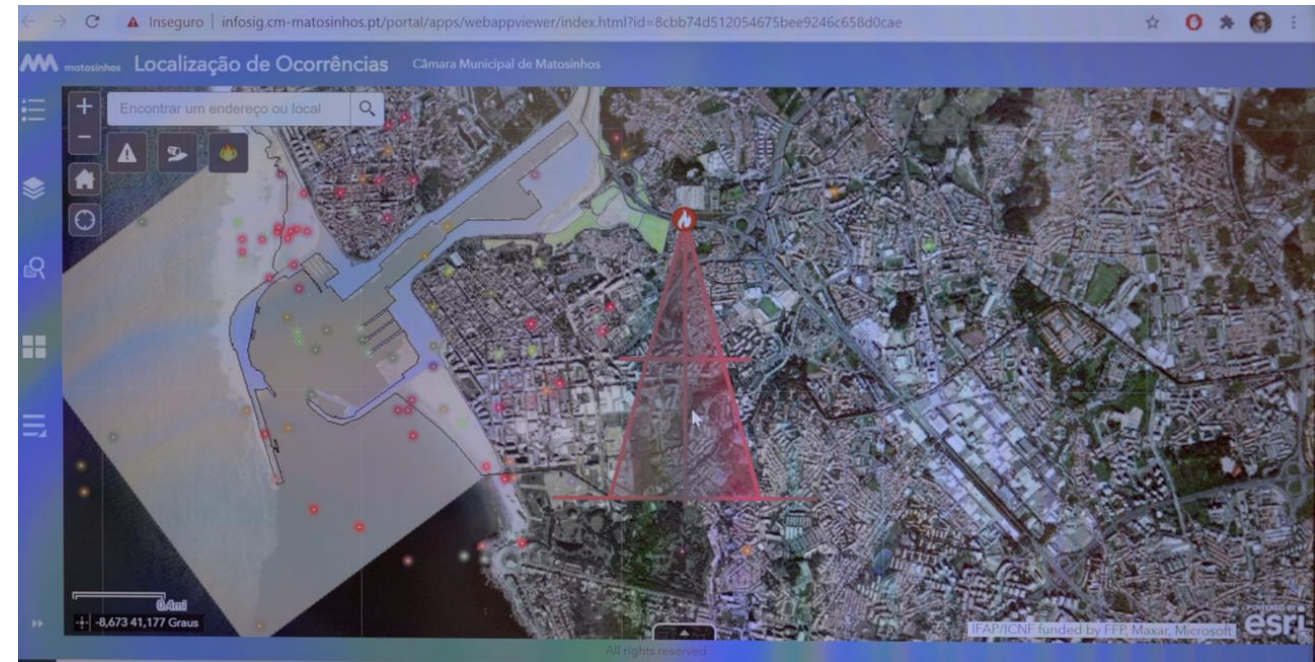 Inseguro | infosig.cm-matosinhos.pt/portal/apps/webappviewer/index.html?id=8cbb74d512054675bee9246c658d0cae
matosinhos Localização de Ocorrências Câmara Municipal de Matosinhos
Encontrar um endereço ou local
0.4mi
-8,673 41,177 Graus
POWERED BY
esri
IFAP/ICNF funded by FFP, Maxar, Microsoft
All rights reserved